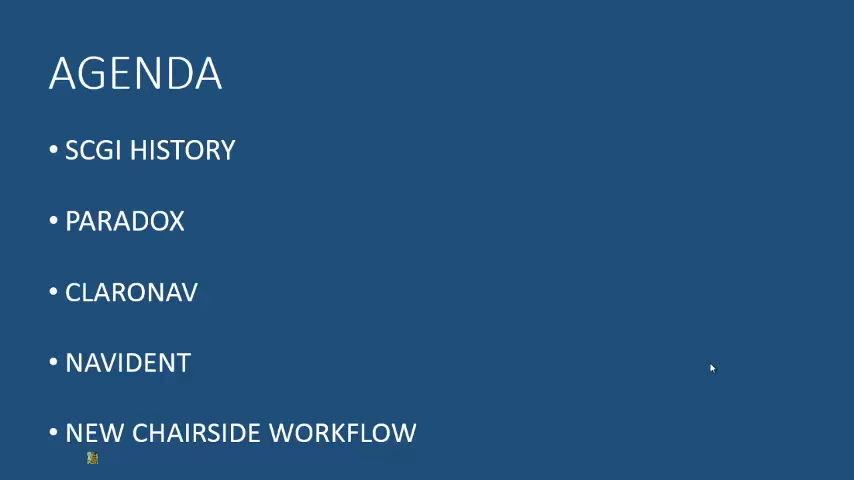 AGENDA
• SCGI HISTORY
• PARADOX
• CLARONAV
• NAVIDENT
• NEW CHAIRSIDE WORKFLOW